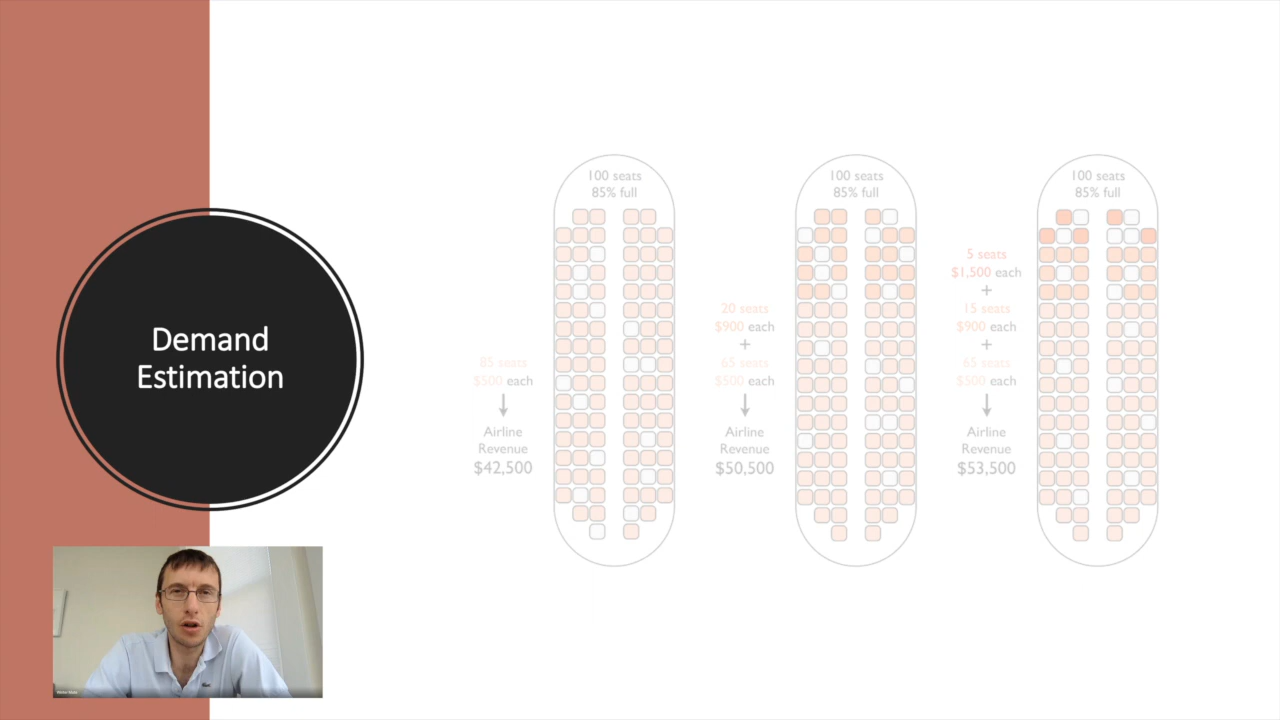 Demand
Estimation
100 seats
85% full
85 seats
$500 each
Airline
Revenue
$42,500
100 seats
85% full
20 seats
$900 each
+
65 seats
$500 each
Airline
Revenue
$50,500
100 seats
85% full
5 seats
$1,500 each
+
15 seats
$900 each
+
65 seats
$500 each
Airline
Revenue
$53,500